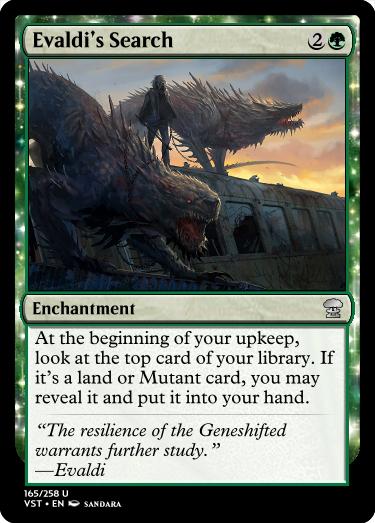 Evaldi's Search 2
Enchantment
At the beginning of your upkeep,
look at the top card of your library. If
it's a land or Mutant card, you may
reveal it and put it into your hand.
“The resilience of the Geneshifted
warrants further study.”
—Evaldi
165/258 U
VST • EN SANDARA